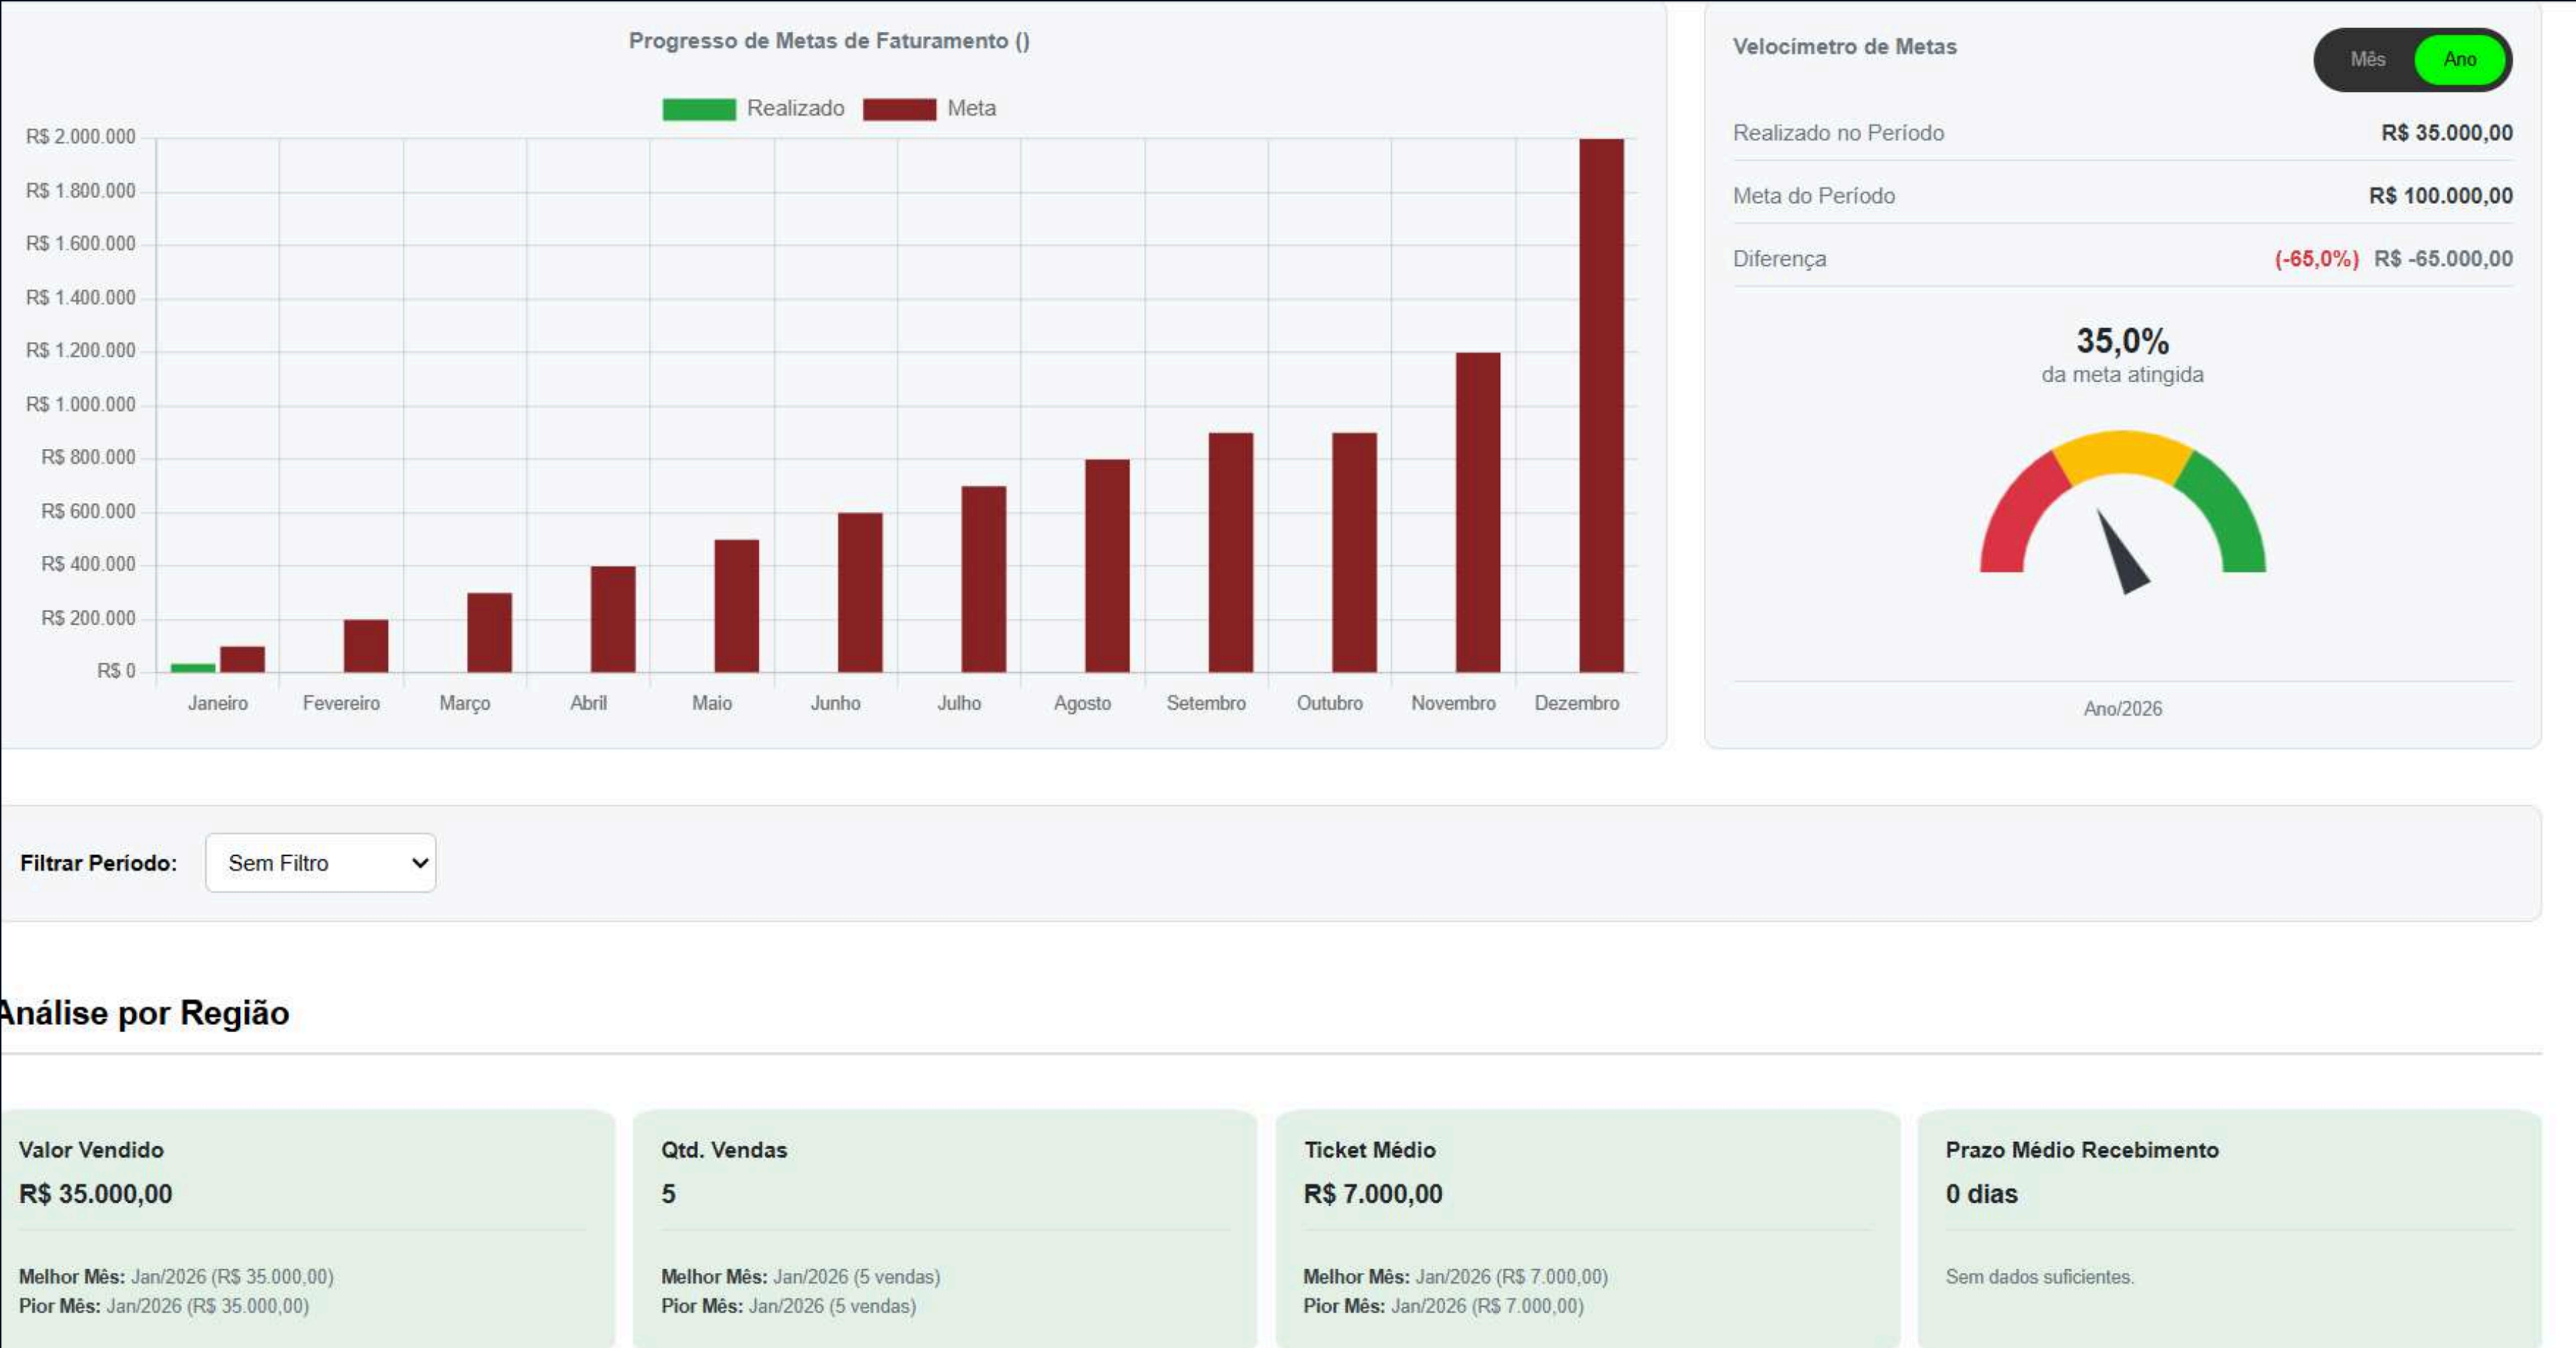 Progresso de Metas de Faturamento ()
Realizado Meta
R$ 2.000.000
R$ 1.800.000
R$ 1.600.000
R$ 1.400.000
R$ 1.200.000
R$ 1.000.000
R$ 800.000
R$ 600.000
R$ 400.000
R$ 200.000
R$ 0
Janeiro Fevereiro Março Abril Maio Junho Julho Agosto Setembro Outubro Novembro Dezembro
Velocímetro de Metas
Mês Ano
Realizado no Período R$ 35.000,00
Meta do Período R$ 100.000,00
Diferença (-65,0%) R$ -65.000,00
35,0%
da meta atingida
Ano/2026
Filtrar Período: Sem Filtro
Análise por Região
Valor Vendido
R$ 35.000,00
Melhor Mês: Jan/2026 (R$ 35.000,00)
Pior Mês: Jan/2026 (R$ 35.000,00)
Qtd. Vendas
5
Melhor Mês: Jan/2026 (5 vendas)
Pior Mês: Jan/2026 (5 vendas)
Ticket Médio
R$ 7.000,00
Melhor Mês: Jan/2026 (R$ 7.000,00)
Pior Mês: Jan/2026 (R$ 7.000,00)
Prazo Médio Recebimento
0 dias
Sem dados suficientes.